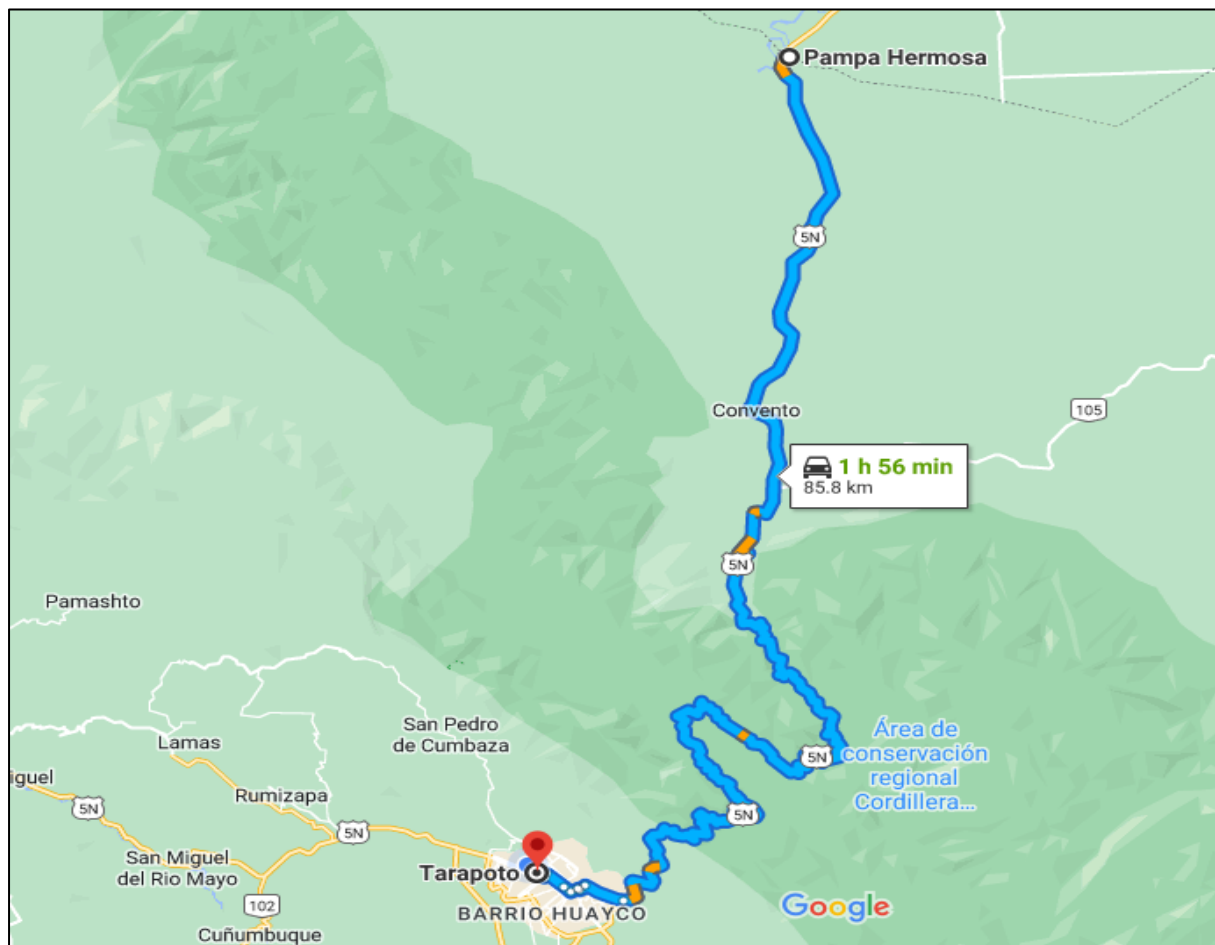 Pampa Hermosa
5N
Convento
105
1 h 56 min
85.8 km
5N
Pamashto
San Pedro
de Cumbaza
Área de
conservación
regional
Cordillera...
5N
Lamas
iguel
Rumizapa
5N
5N
5N
San Miguel
del Rio Mayo
Tarapoto
BARRIO HUAYCO
102
Cuñumbuque
Google